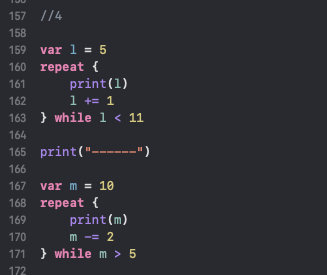 157 //4
158
159 var l = 5
160 repeat {
161     print(l)
162     l += 1
163 } while l < 11
164
165 print("------")
166
167 var m = 10
168 repeat {
169     print(m)
170     m -= 2
171 } while m > 5
172